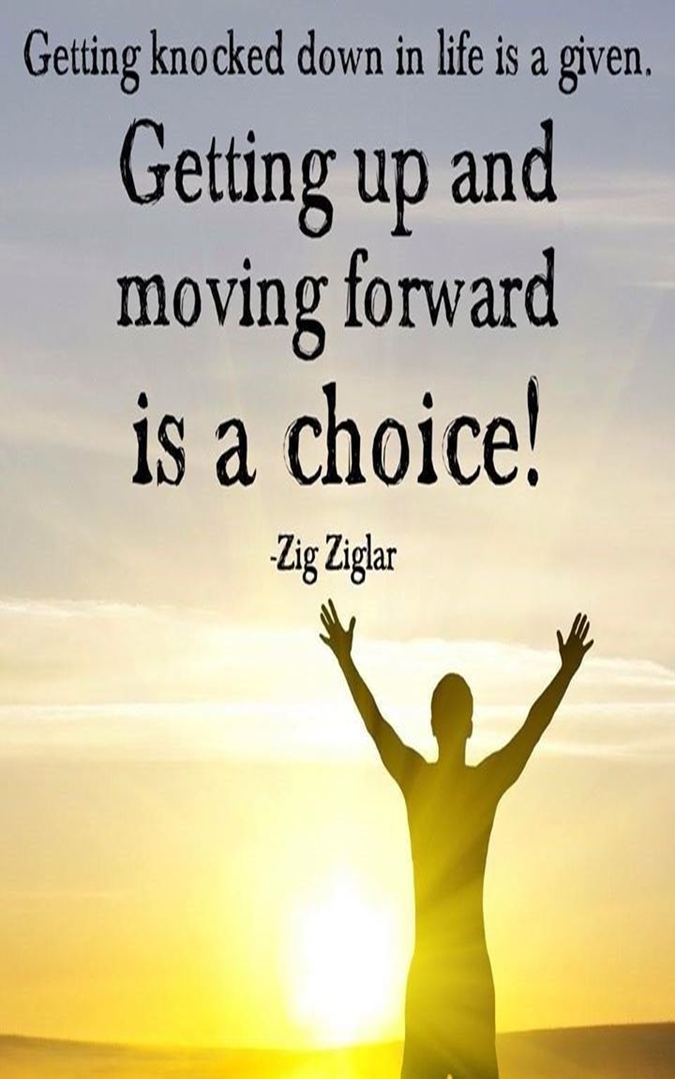 Getting knocked down in life is a given.
Getting up and
moving forward
is a choice!
-Zig Ziglar